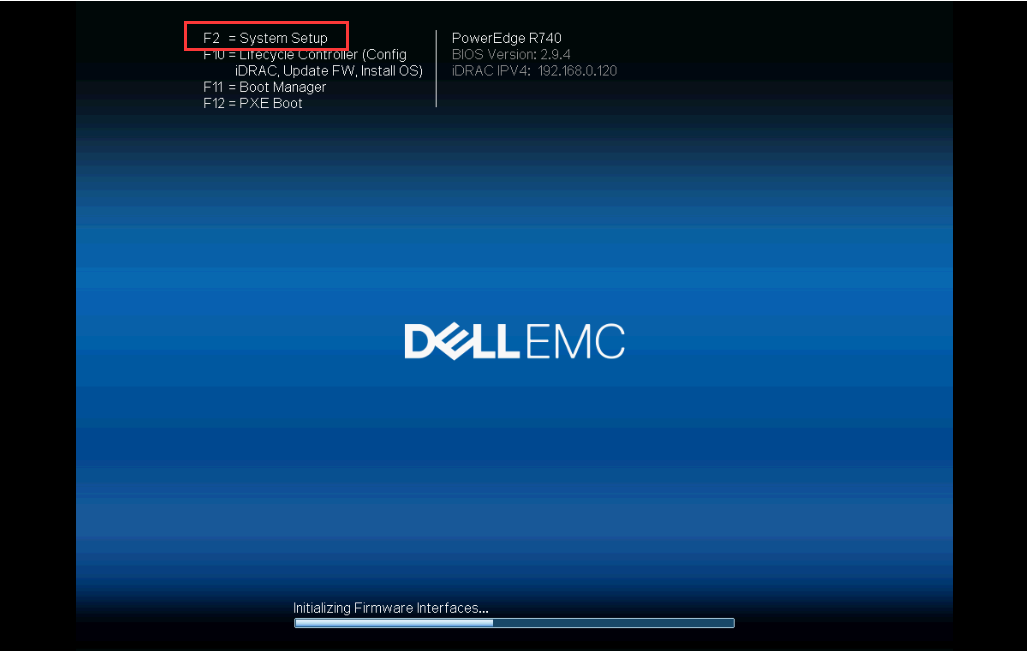 F2 = System Setup
F10 = Lifecycle Controller (Config
iDRAC, Update FW, Install OS)
F11 = Boot Manager
F12 = PXE Boot
PowerEdge R740
BIOS Version: 2.9.4
iDRAC IPV4: 192.168.0.120
DELLEMC
Initializing Firmware Interfaces...